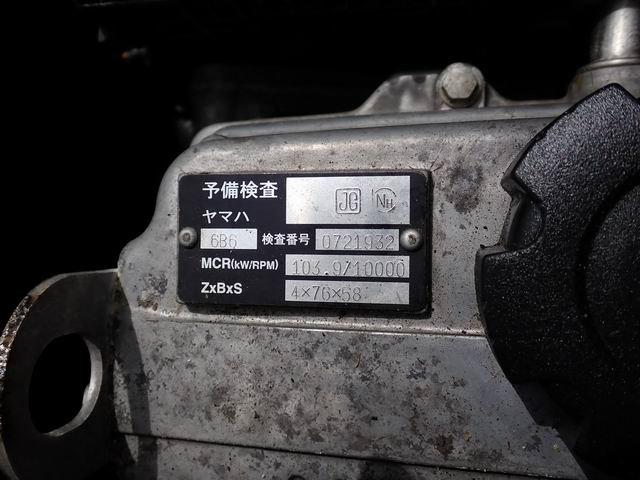 予備検査 JG NH
ヤマハ
6B6 検査番号 0721932
MCR(kW/RPM) 103.9/10000
ZxBxS 4×76×58